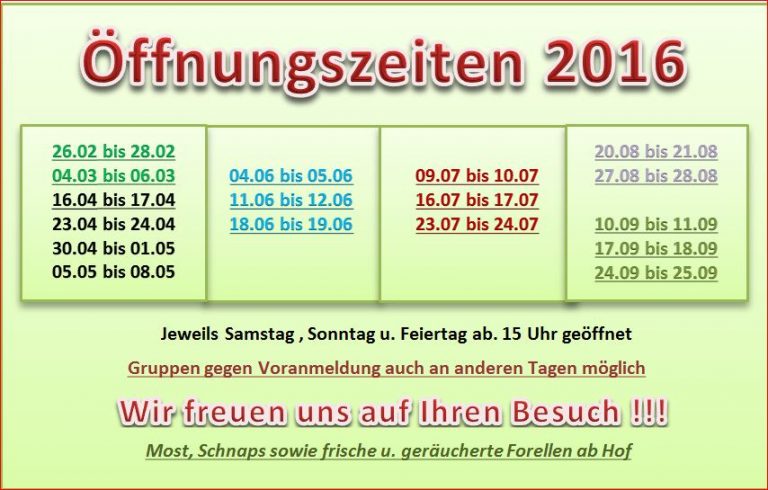 Öffnungszeiten 2016
26.02 bis 28.02
04.03 bis 06.03
16.04 bis 17.04
23.04 bis 24.04
30.04 bis 01.05
05.05 bis 08.05
04.06 bis 05.06
11.06 bis 12.06
18.06 bis 19.06
09.07 bis 10.07
16.07 bis 17.07
23.07 bis 24.07
20.08 bis 21.08
27.08 bis 28.08
10.09 bis 11.09
17.09 bis 18.09
24.09 bis 25.09
Jeweils Samstag , Sonntag u. Feiertag ab. 15 Uhr geöffnet
Gruppen gegen Voranmeldung auch an anderen Tagen möglich
Wir freuen uns auf Ihren Besuch !!!
Most, Schnaps sowie frische u. geräucherte Forellen ab Hof